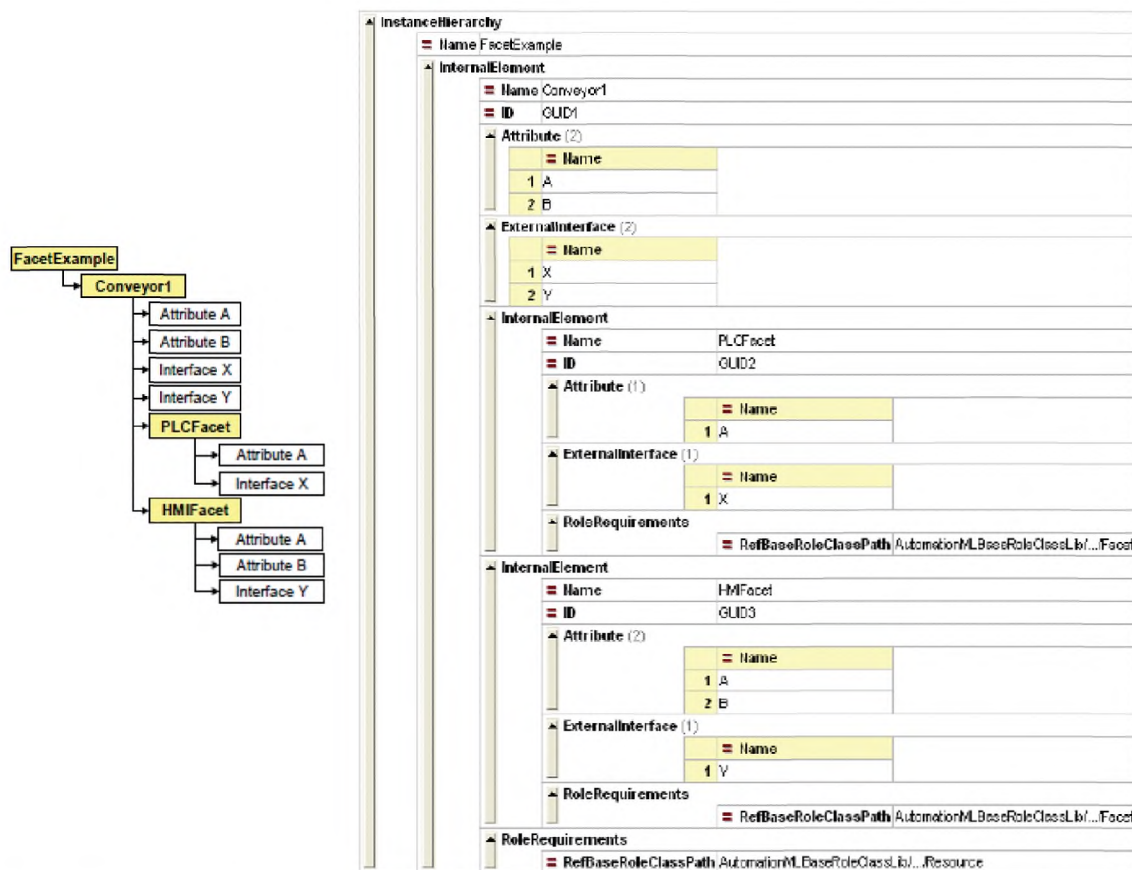 FacetExample
Conveyor1
Attribute A
Attribute B
Interface X
Interface Y
PLCFacet
Attribute A
Interface X
HMIFacet
Attribute A
Attribute B
Interface Y
InstanceHierarchy
= Name FacetExample
InternalElement
= Name Conveyor1
= ID GUID1
Attribute (2)
= Name
1 A
2 B
ExternalInterface (2)
= Name
1 X
2 Y
InternalElement
= Name PLCFacet
= ID GUID2
Attribute (1)
= Name
1 A
ExternalInterface (1)
= Name
1 X
RoleRequirements
= RefBaseRoleClassPath AutomationMLBaseRoleClassLib/.../Facet
InternalElement
= Name HMIFacet
= ID GUID3
Attribute (2)
= Name
1 A
2 B
ExternalInterface (1)
= Name
1 Y
RoleRequirements
= RefBaseRoleClassPath AutomationMLBaseRoleClassLib/.../Facet
RoleRequirements
= RefBaseRoleClassPath AutomationMLBaseRoleClassLib/.../Resource